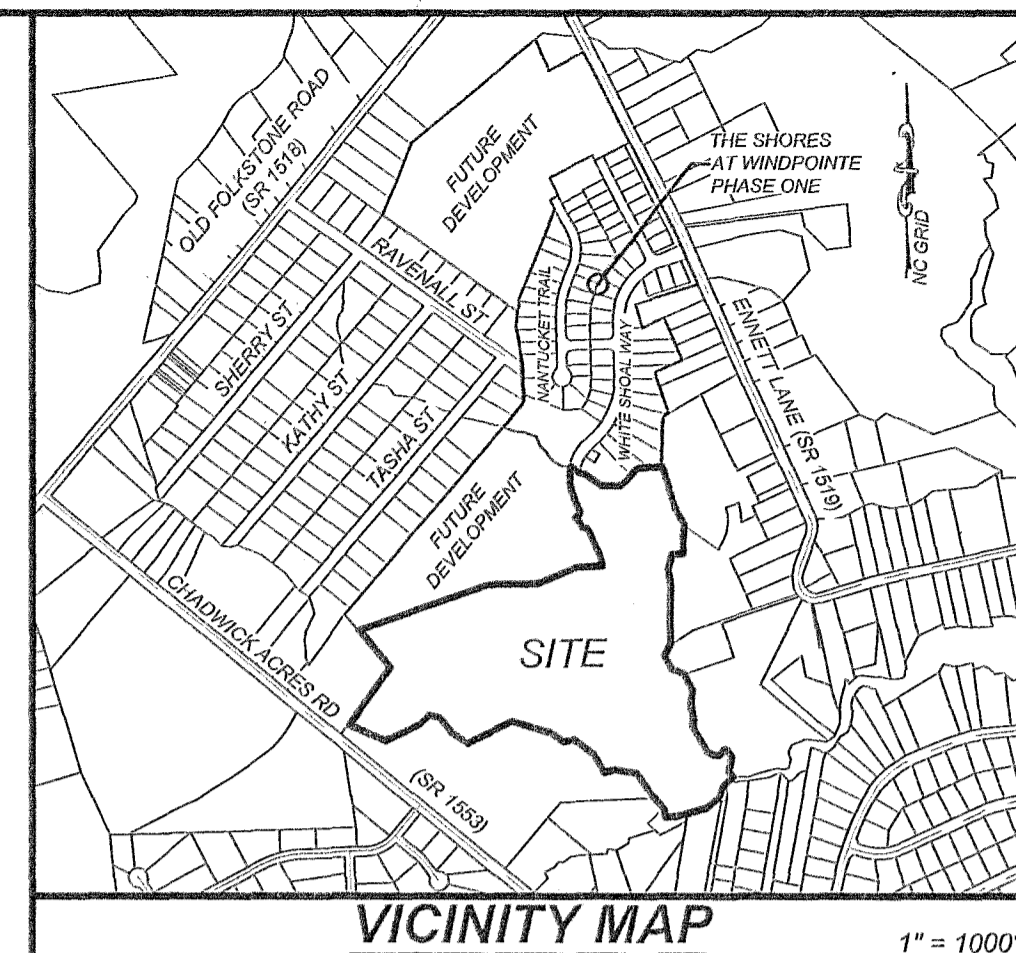 OLD FOLKSTONE ROAD
(SR 1518)
FUTURE
DEVELOPMENT
THE SHORES
AT WINDPOINTE
PHASE ONE
NC GRID
RAVENALL ST
NANTUCKET TRAIL
WHITE SHOAL WAY
ENNETT LANE (SR 1519)
SHERRY ST
KATHY ST
TASHA ST
FUTURE
DEVELOPMENT
SITE
CHADWICK ACRES RD
(SR 1553)
VICINITY MAP
1" = 1000'